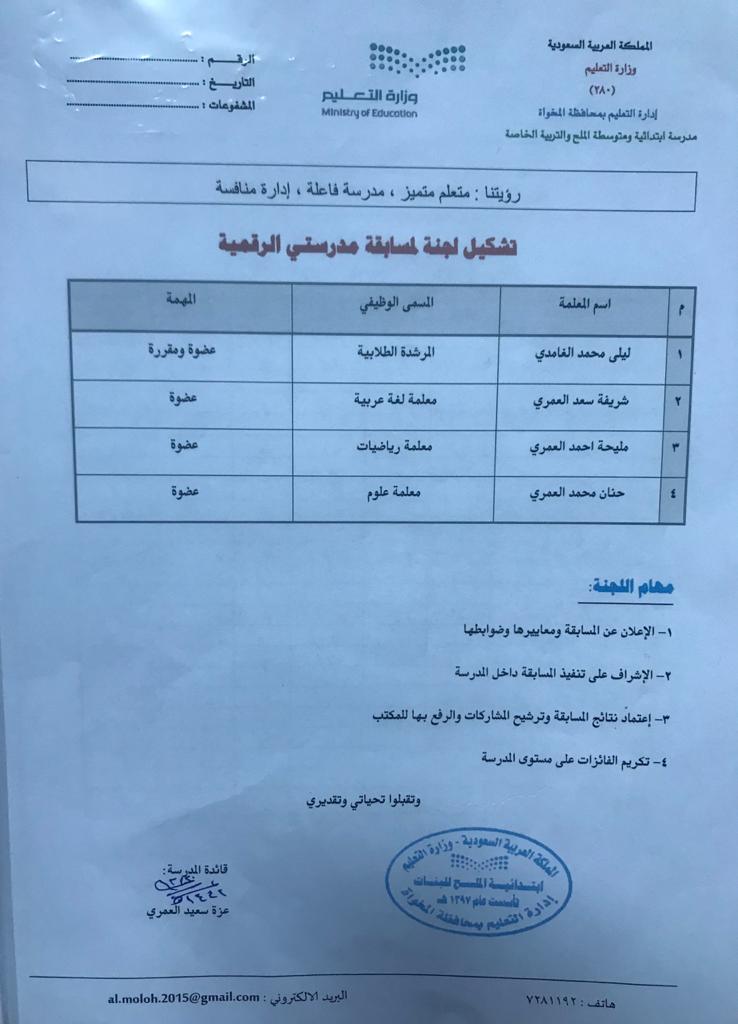 المملكة العربية السعودية
وزارة التعليم
(٢٨٠)
إدارة التعليم بمحافظة المخواة
مدرسة ابتدائية ومتوسطة الملح والتربية الخاصة
وزارة التعليم
Ministry of Education
الرقم : ........................
التاريخ : ........................
المشفوعات : ........................
رؤيتنا : متعلم متميز ، مدرسة فاعلة ، إدارة منافسة
تشكيل لجنة لمسابقة مدرستي الرقمية
م اسم المعلمة المسمى الوظيفي المهمة
١ ليلى محمد الغامدي المرشدة الطلابية عضوة ومقررة
٢ شريفة سعد العمري معلمة لغة عربية عضوة
٣ مليحة احمد العمري معلمة رياضيات عضوة
٤ حنان محمد العمري معلمة علوم عضوة
مهام اللجنة:
١- الإعلان عن المسابقة ومعاييرها وضوابطها
٢- الإشراف على تنفيذ المسابقة داخل المدرسة
٣- إعتماد نتائج المسابقة وترشيح المشاركات والرفع بها للمكتب
٤- تكريم الفائزات على مستوى المدرسة
وتقبلوا تحياتي وتقديري
المملكة العربية السعودية - وزارة التعليم
ابتدائية الملح للبنات
تأسست عام ١٣٩٧ هـ
إدارة التعليم بمحافظة المخواة
قائدة المدرسة:
عزة سعيد العمري
هاتف : ٧٢٨١١٩٢
البريد الالكتروني : al.moloh.2015@gmail.com